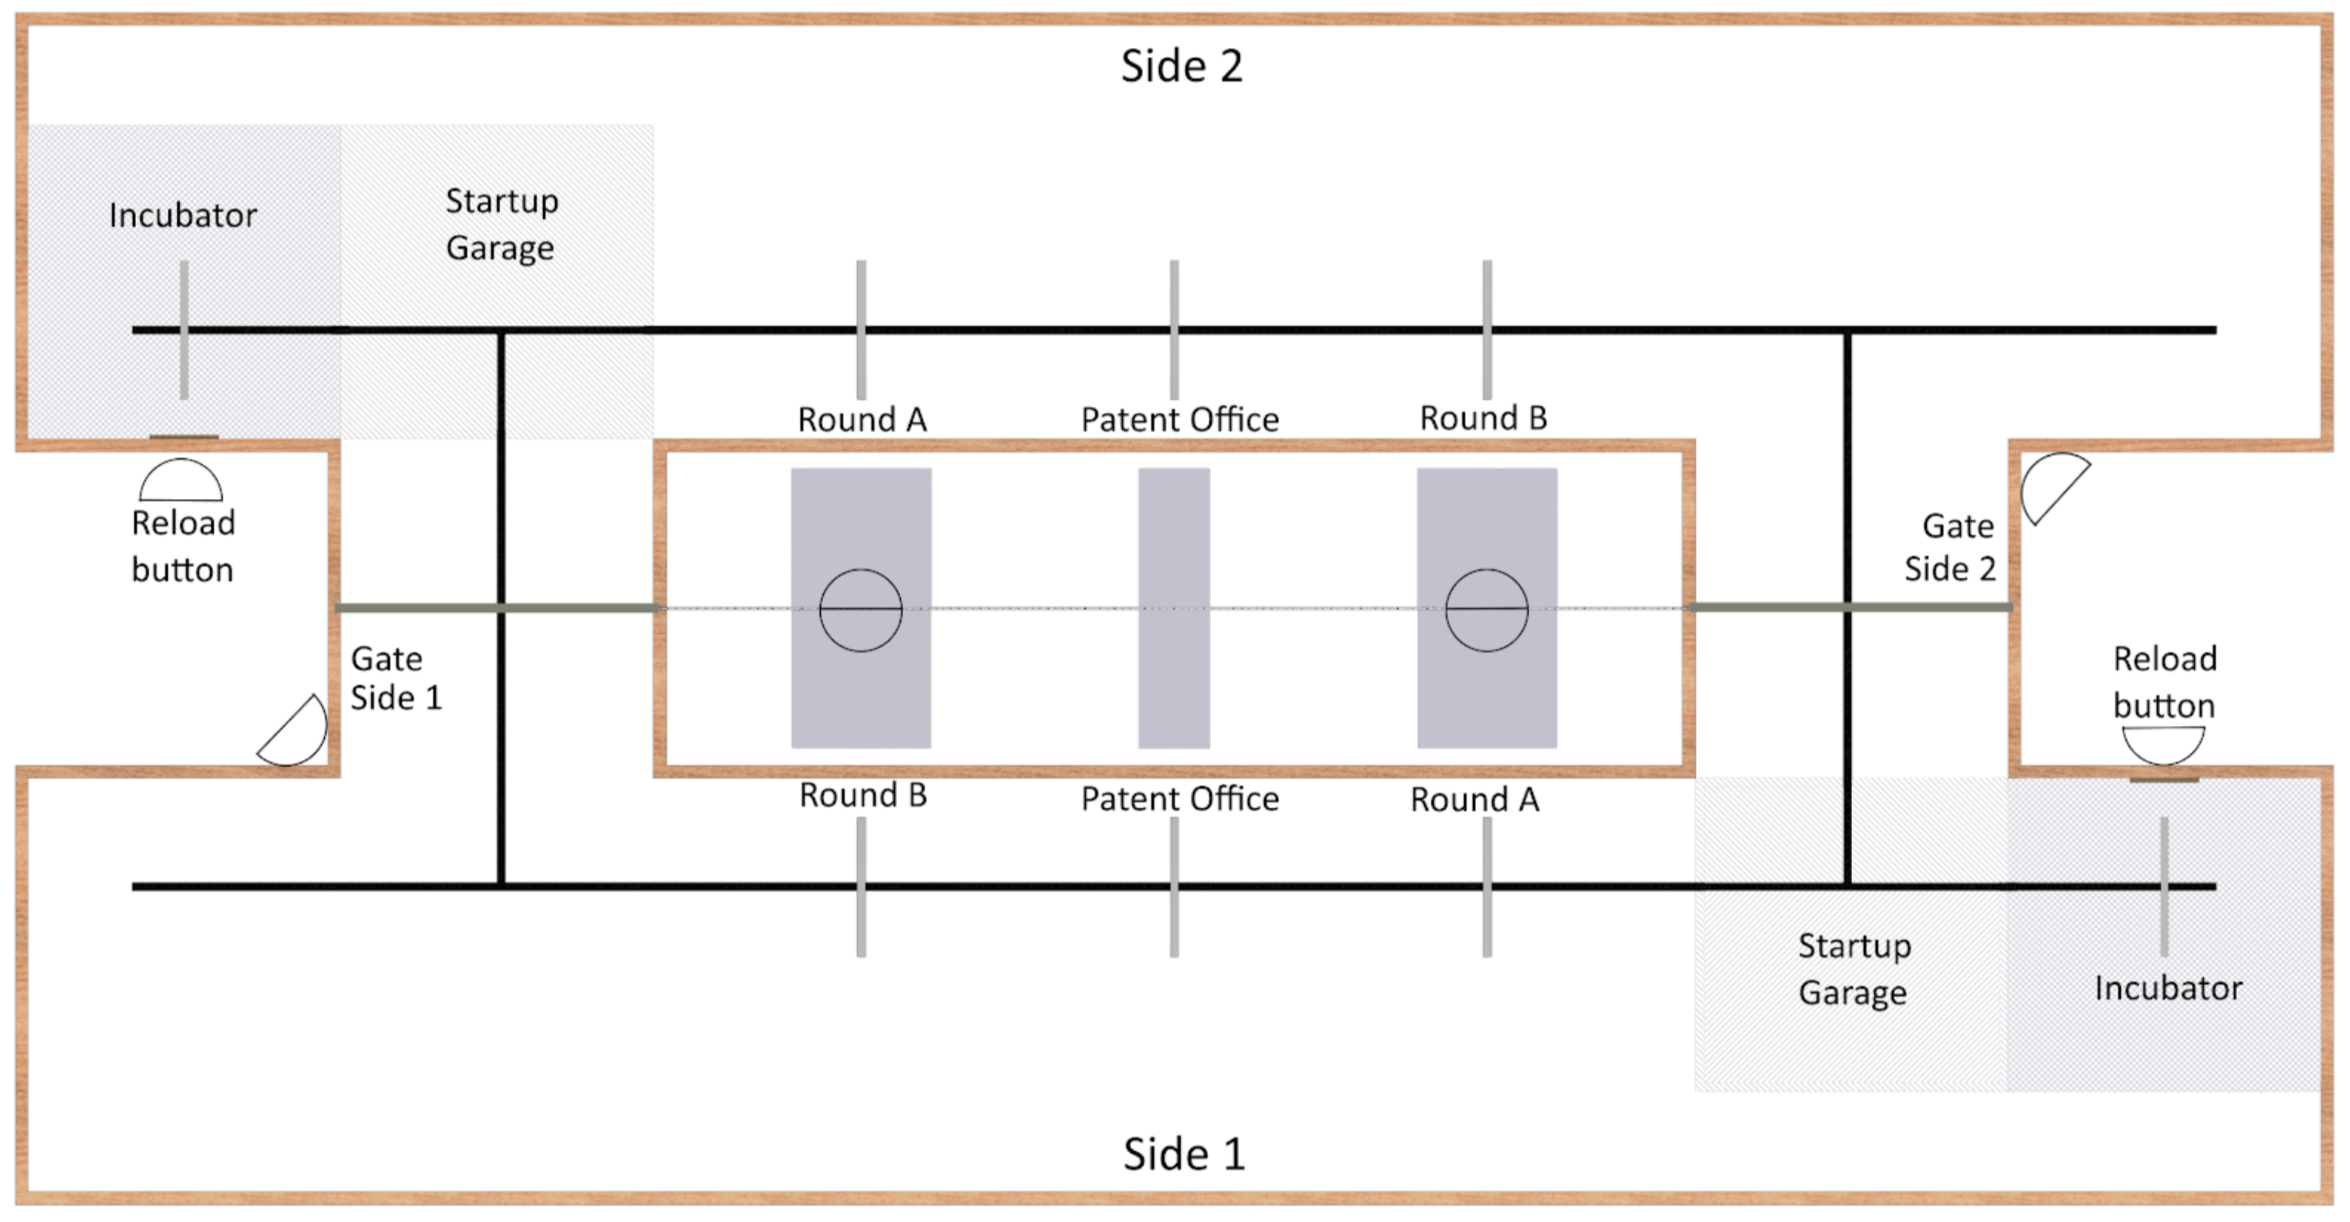 Side 2
Incubator
Startup
Garage
Round A
Patent Office
Round B
Reload
button
Gate
Side 2
Gate
Side 1
Reload
button
Round B
Patent Office
Round A
Startup
Garage
Incubator
Side 1